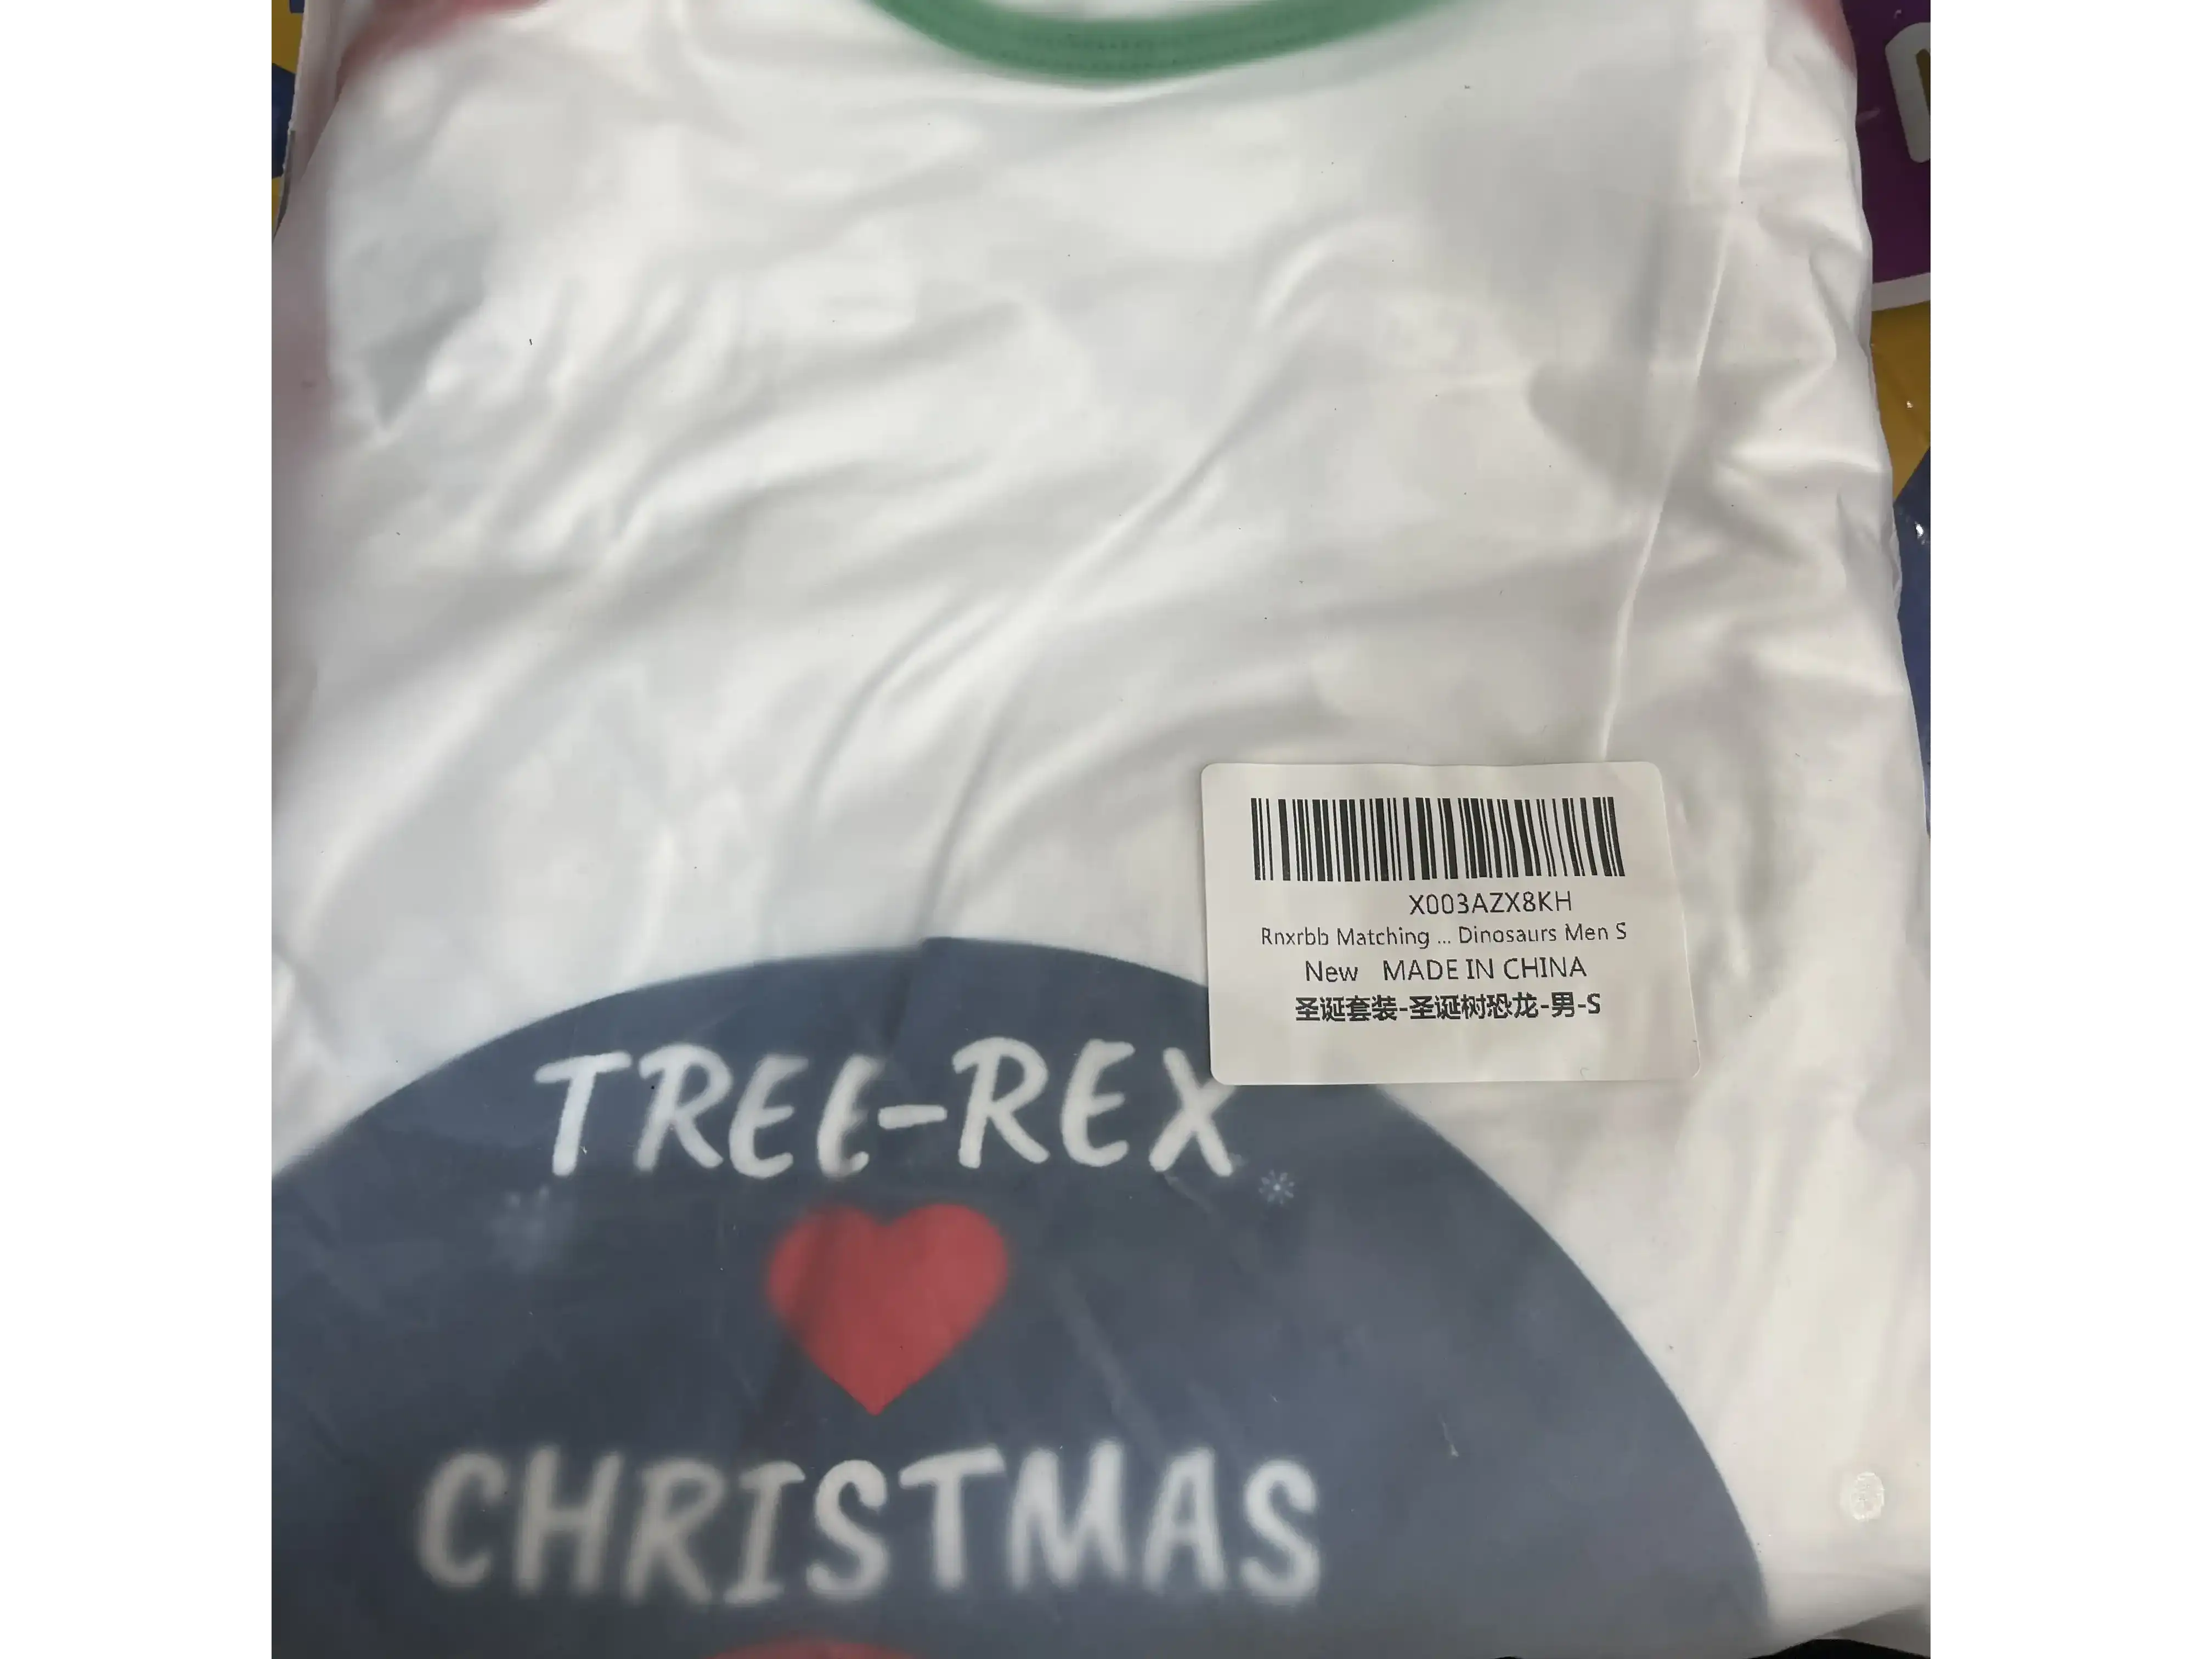 X003AZX8KH
Rnxrbb Matching ... Dinosaurs Men S
New MADE IN CHINA
圣诞套装-圣诞树恐龙-男-S
TREE-REX
CHRISTMAS